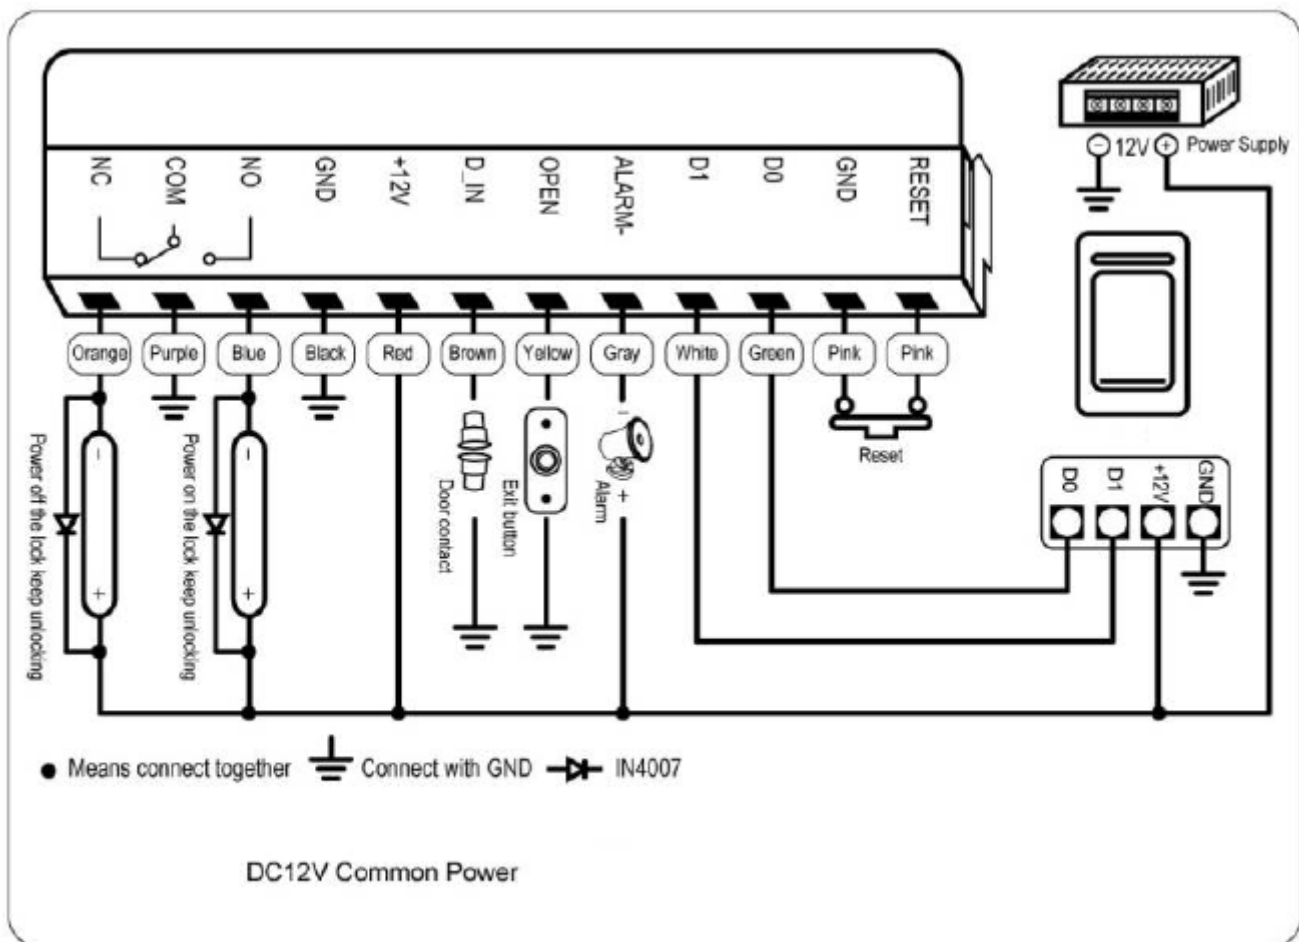 12V Power Supply
NC COM NO GND +12V D_IN OPEN ALARM- D1 D0 GND RESET
Orange Purple Blue Black Red Brown Yellow Gray White Green Pink Pink
Power off the lock keep unlocking
- +
Power on the lock keep unlocking
- +
Door contact
Exit button
- +
Alarm
Reset
D0 D1 +12V GND
Means connect together Connect with GND IN4007
DC12V Common Power